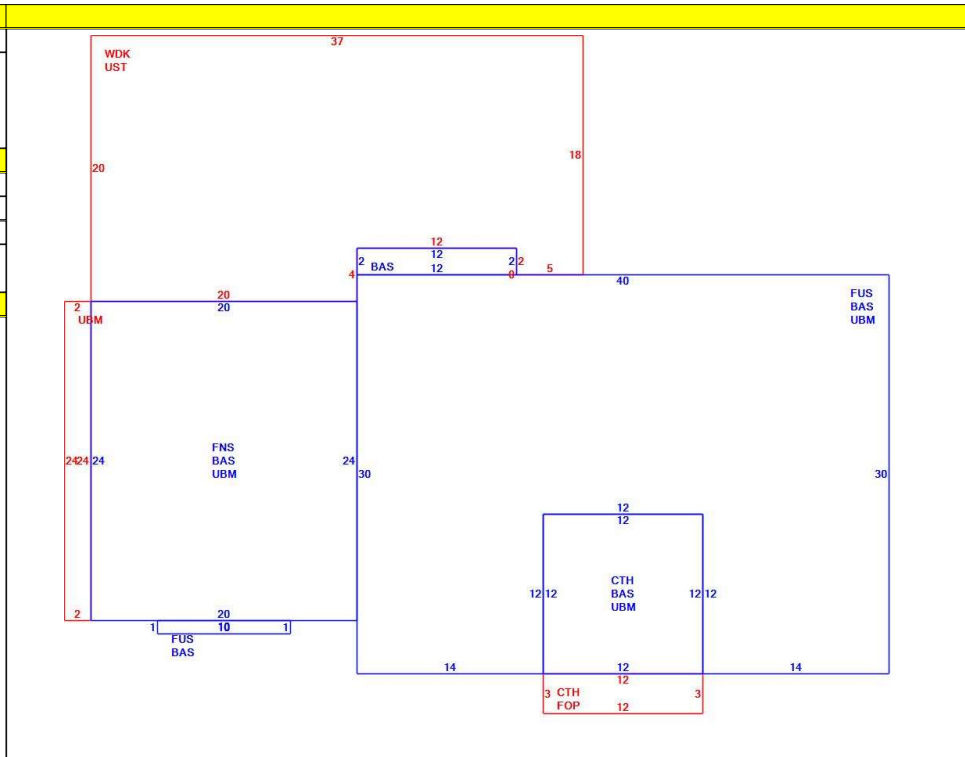 37
WDK
UST
18
20
12
12
2 BAS 12 2 2
4 0 5
40
20
20
2
UBM
FUS
BAS
UBM
FNS
BAS
UBM
24 24 24
24
30
30
12
12
12 12
CTH
BAS
UBM
12 12
2
20
1 10 1
FUS
BAS
14
12
14
12
3 CTH
FOP
12
3